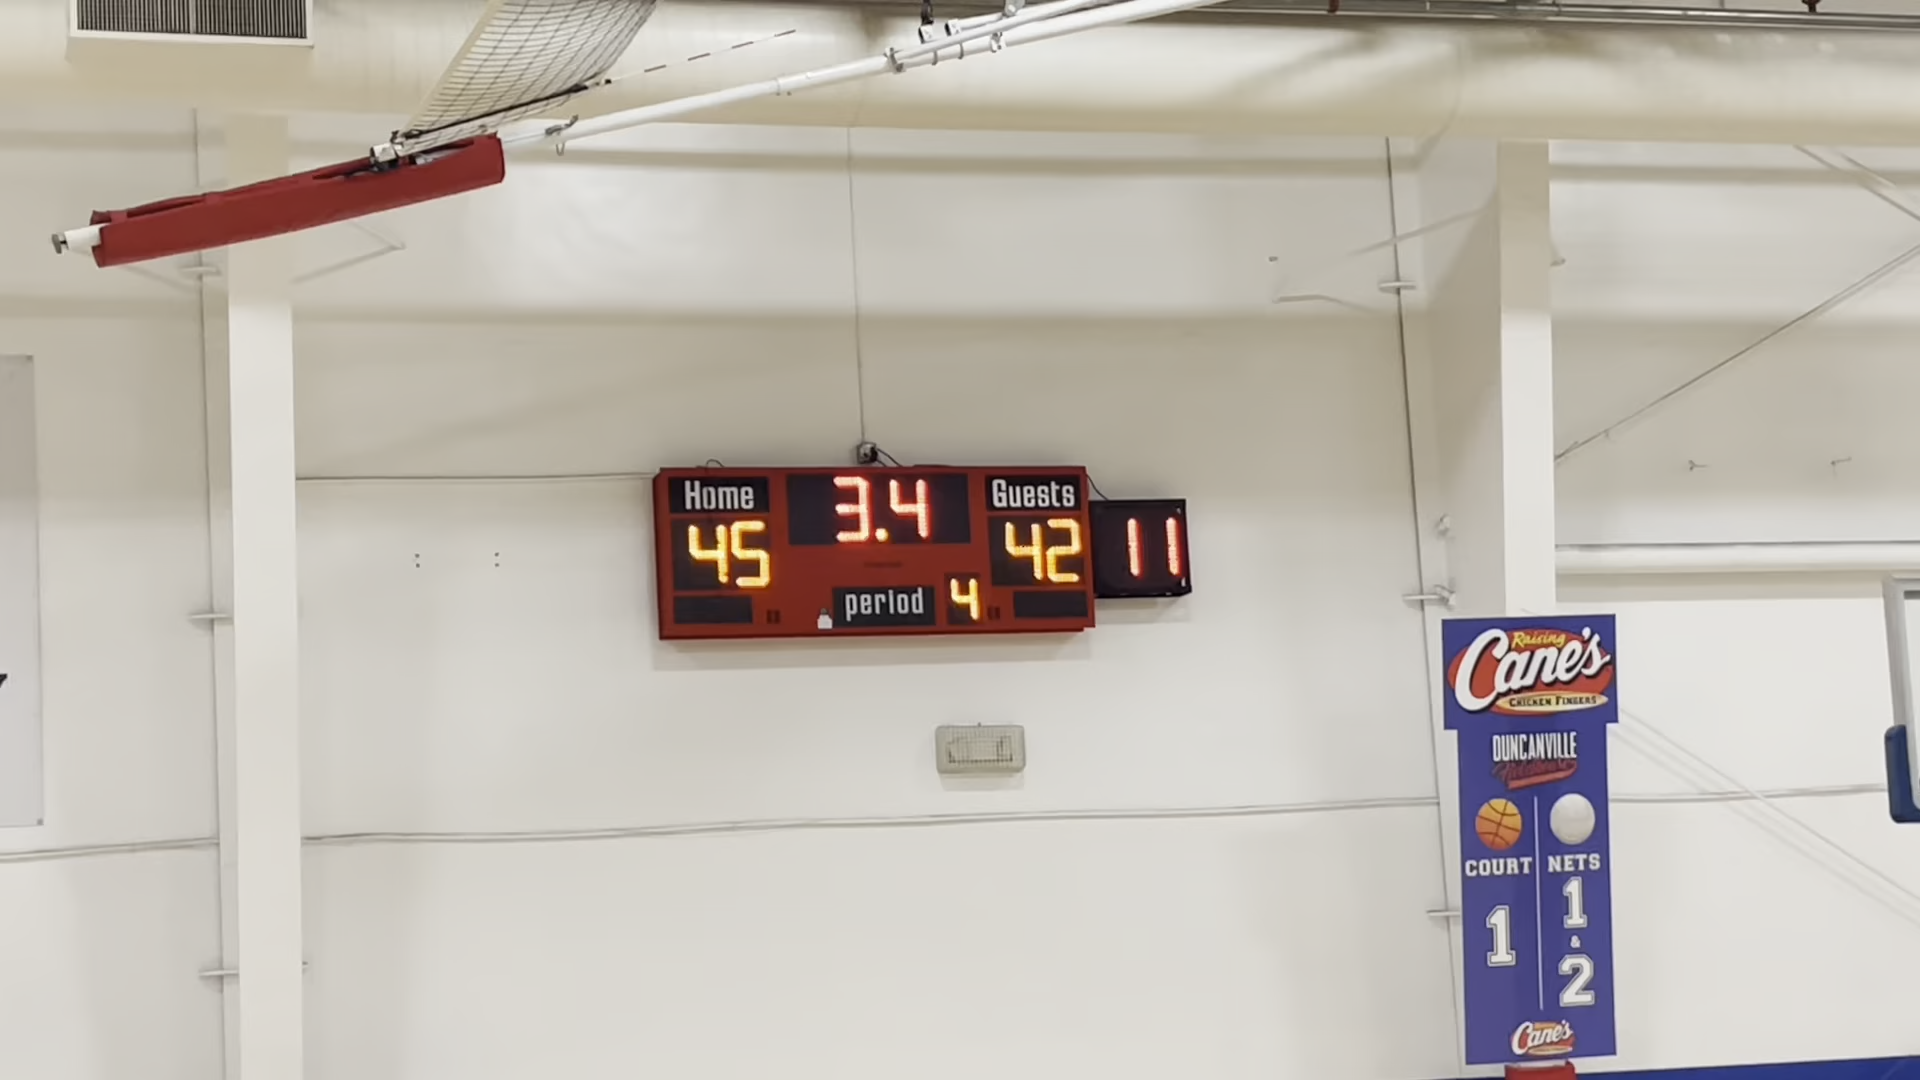 Home
3.4
Guests
45
42
11
period
4
Raising
Cane's
CHICKEN FINGERS
DUNCANVILLE
Fieldhouse
COURT
NETS
1
1
&
2
Cane's